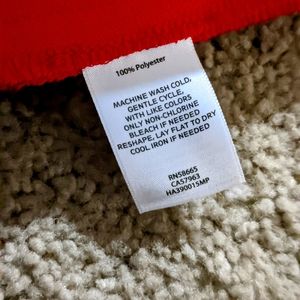 100% Polyester
MACHINE WASH COLD,
GENTLE CYCLE,
WITH LIKE COLORS
ONLY NON-CHLORINE
BLEACH IF NEEDED
RESHAPE, LAY FLAT TO DRY
COOL IRON IF NEEDED
RN58665
CA57963
HA390015MP